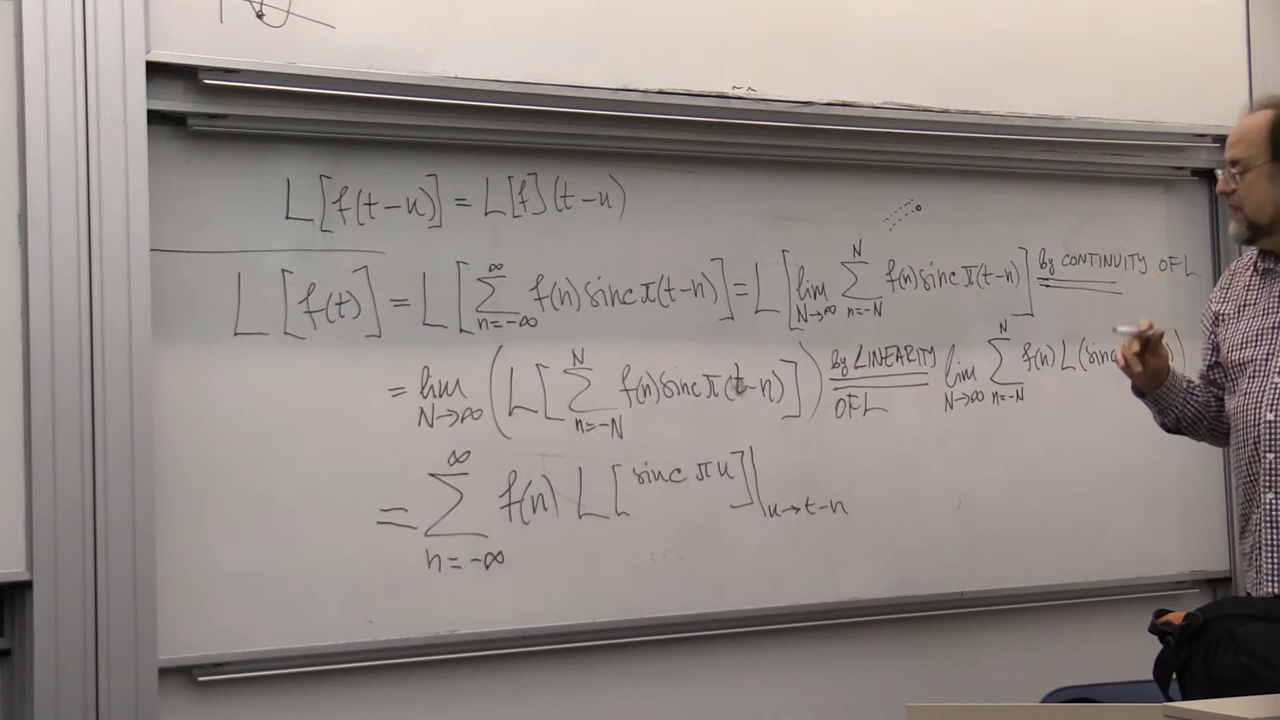 L[f(t-u)] = L[f](t-u)
L[f(t)] = L[∑_{n=-∞}^{∞} f(n) sinc π(t-n)] = L[lim_{N→∞} ∑_{n=-N}^{N} f(n) sinc π(t-n)] by CONTINUITY OF L
= lim_{N→∞} (L[∑_{n=-N}^{N} f(n) sinc π(t-n)]) by LINEARITY OF L lim_{N→∞} ∑_{n=-N}^{N} f(n) L(sinc
= ∑_{n=-∞}^{∞} f(n) L[sinc πu]|_{u→t-n}